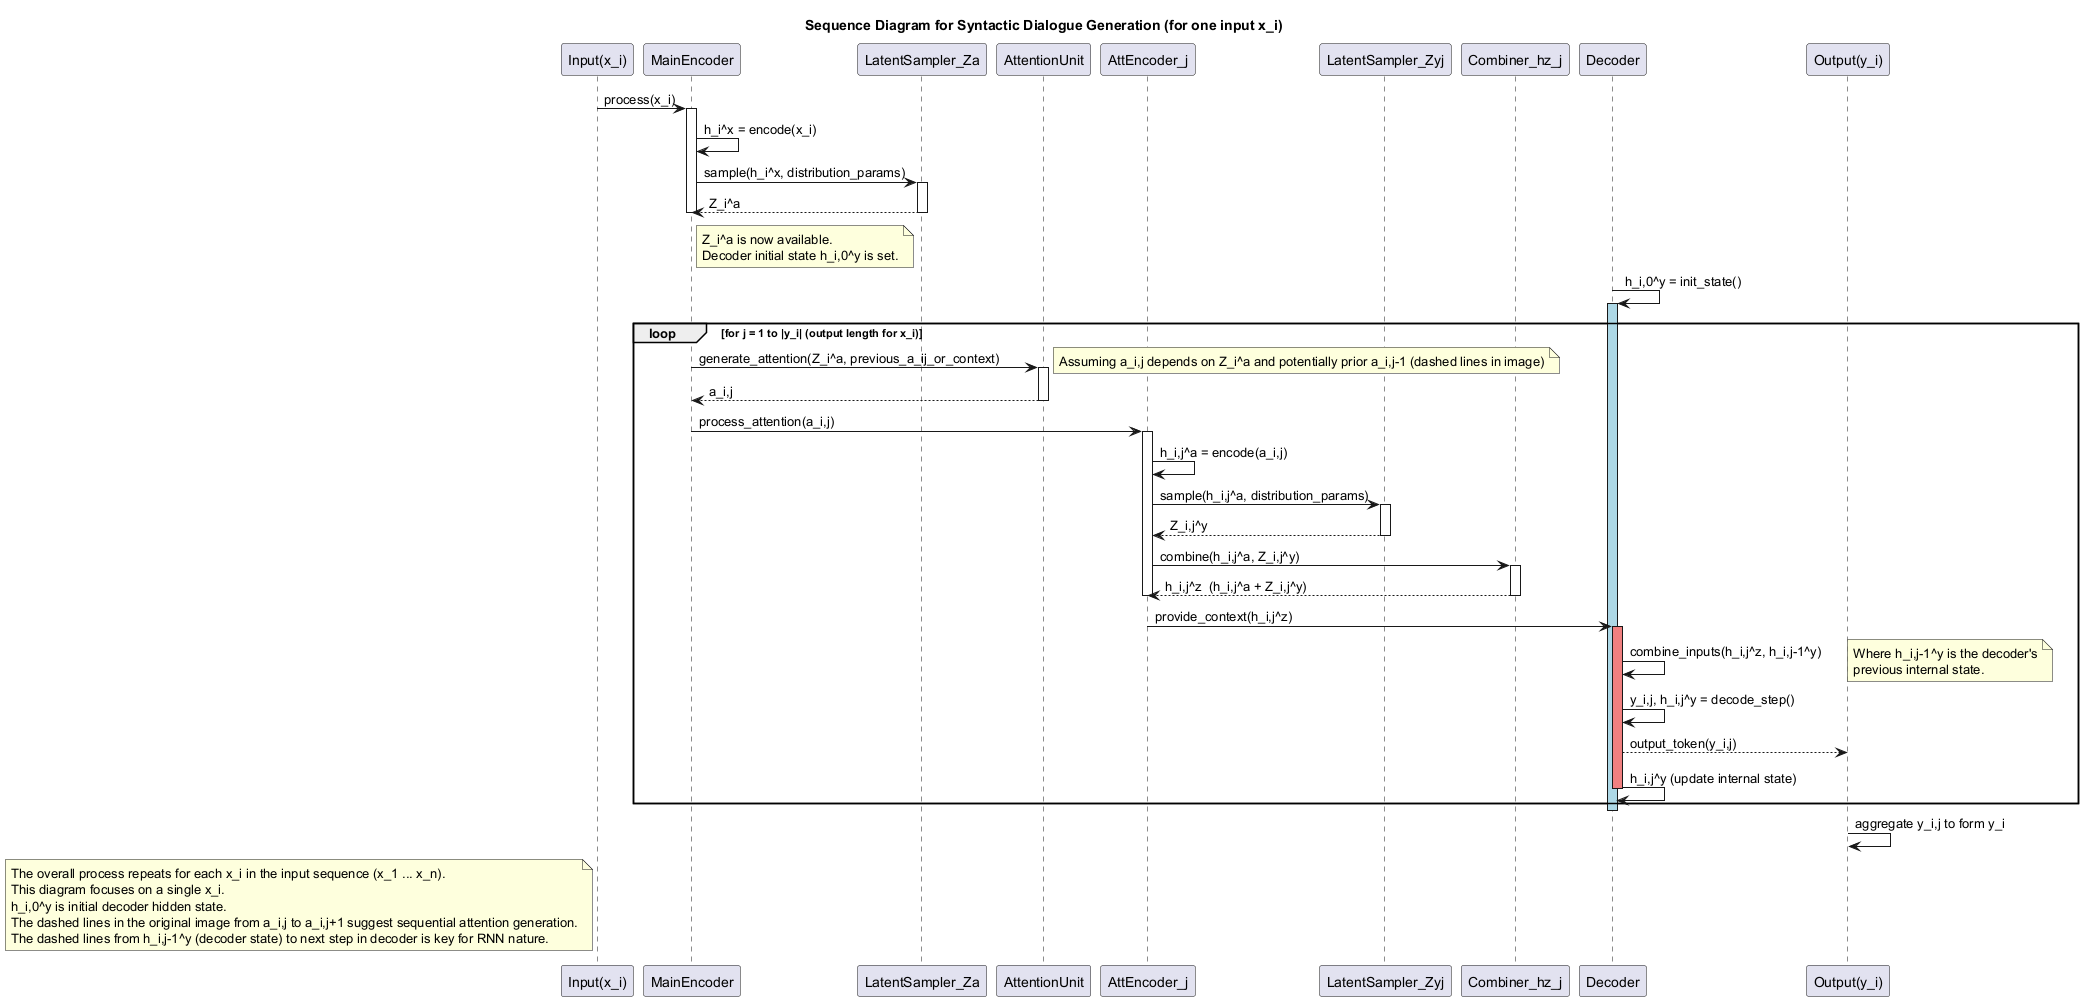 Sequence Diagram for Syntactic Dialogue Generation (for one input x_i)
Input(x_i)
MainEncoder
LatentSampler_Za
AttentionUnit
AttEncoder_j
LatentSampler_Zyj
Combiner_hz_j
Decoder
Output(y_i)
process(x_i)
h_i^x = encode(x_i)
sample(h_i^x, distribution_params)
Z_i^a
Z_i^a is now available.
Decoder initial state h_i,0^y is set.
h_i,0^y = init_state()
loop
[for j = 1 to |y_i| (output length for x_i)]
generate_attention(Z_i^a, previous_a_ij_or_context)
Assuming a_i,j depends on Z_i^a and potentially prior a_i,j-1 (dashed lines in image)
a_i,j
process_attention(a_i,j)
h_i,j^a = encode(a_i,j)
sample(h_i,j^a, distribution_params)
Z_i,j^y
combine(h_i,j^a, Z_i,j^y)
h_i,j^z  (h_i,j^a + Z_i,j^y)
provide_context(h_i,j^z)
combine_inputs(h_i,j^z, h_i,j-1^y)
Where h_i,j-1^y is the decoder's
previous internal state.
y_i,j, h_i,j^y = decode_step()
output_token(y_i,j)
h_i,j^y (update internal state)
aggregate y_i,j to form y_i
The overall process repeats for each x_i in the input sequence (x_1 ... x_n).
This diagram focuses on a single x_i.
h_i,0^y is initial decoder hidden state.
The dashed lines in the original image from a_i,j to a_i,j+1 suggest sequential attention generation.
The dashed lines from h_i,j-1^y (decoder state) to next step in decoder is key for RNN nature.
Input(x_i)
MainEncoder
LatentSampler_Za
AttentionUnit
AttEncoder_j
LatentSampler_Zyj
Combiner_hz_j
Decoder
Output(y_i)